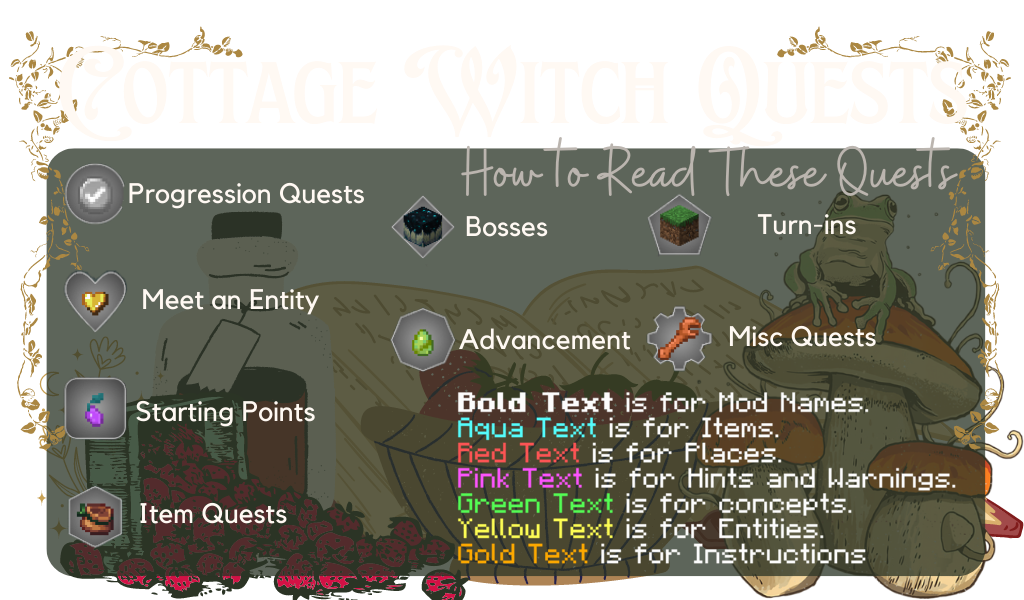 Cottage Witch Quests
How to Read These Quests
Progression Quests
Bosses
Turn-ins
Meet an Entity
Advancement
Misc Quests
Starting Points
Item Quests
Bold Text is for Mod Names.
Aqua Text is for Items.
Red Text is for Places.
Pink Text is for Hints and Warnings.
Green Text is for concepts.
Yellow Text is for Entities.
Gold Text is for Instructions